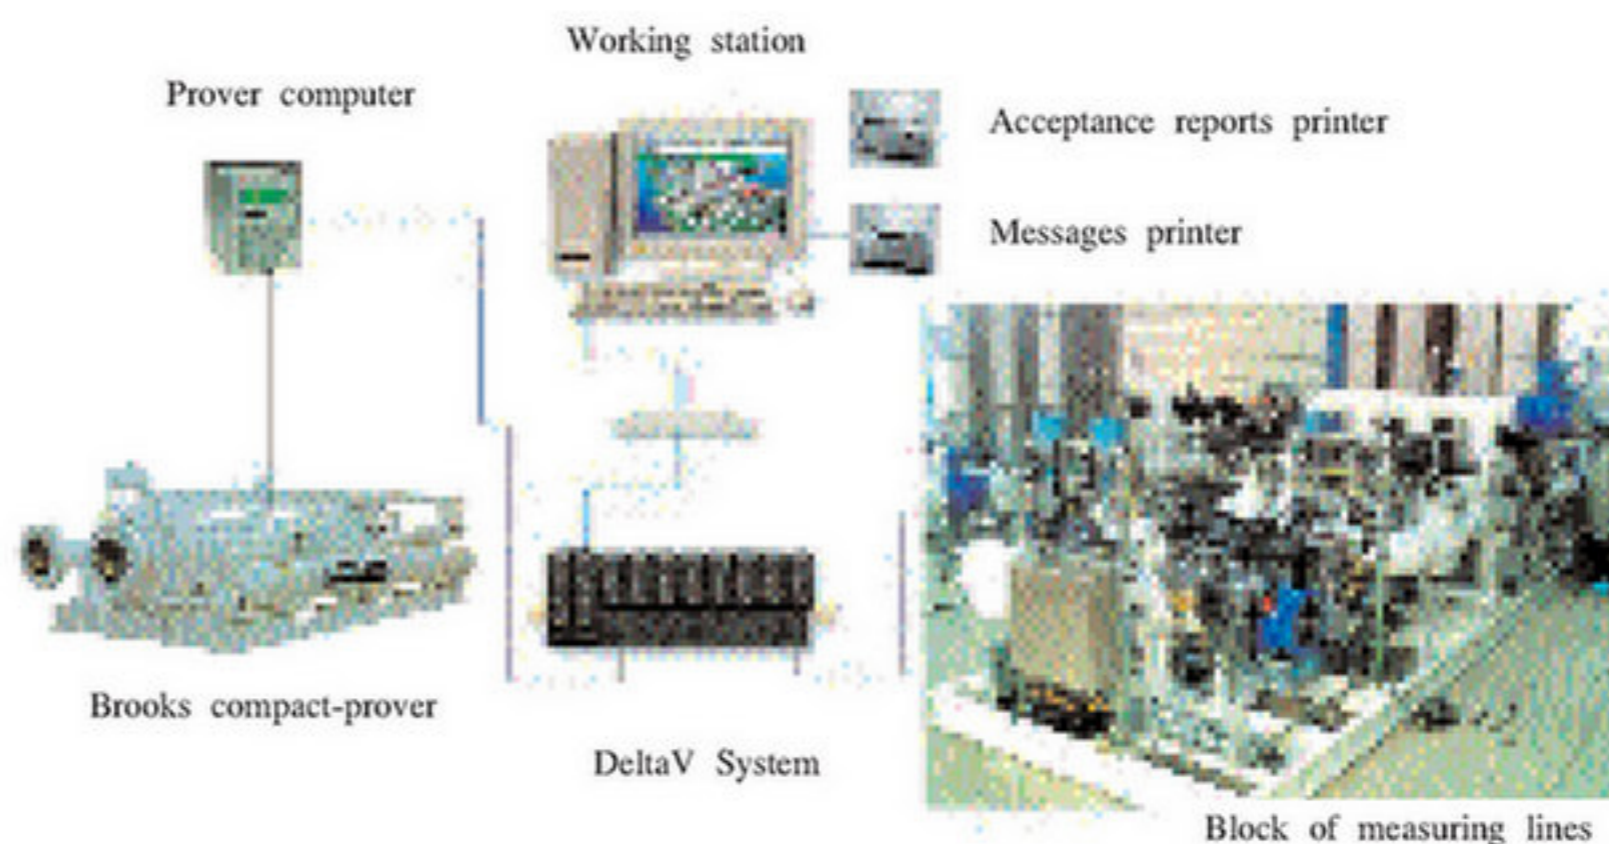 Working station
Prover computer
Acceptance reports printer
Messages printer
Brooks compact-prover
DeltaV System
Block of measuring lines